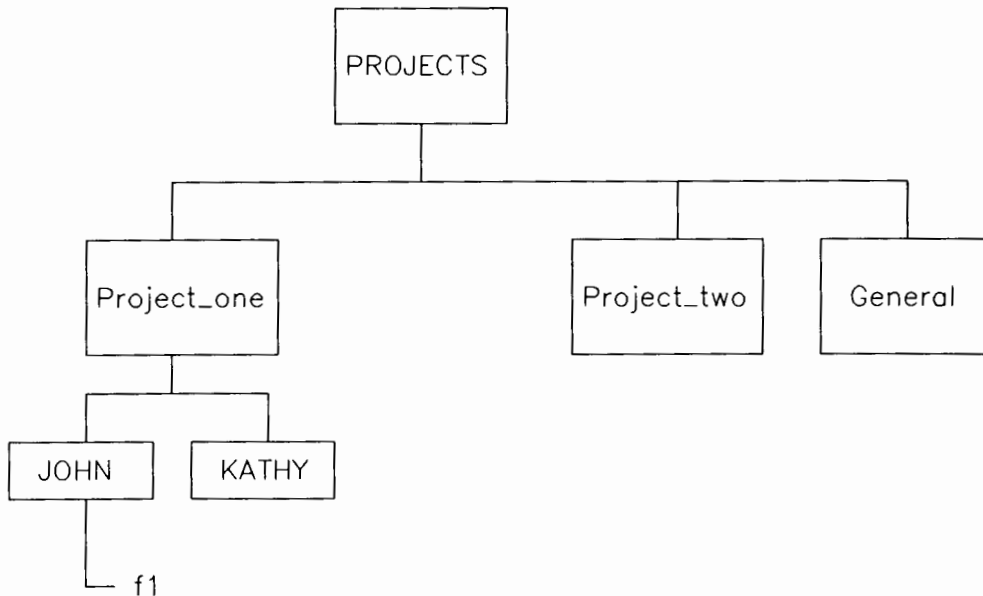 PROJECTS
Project_one
Project_two
General
JOHN
KATHY
f1